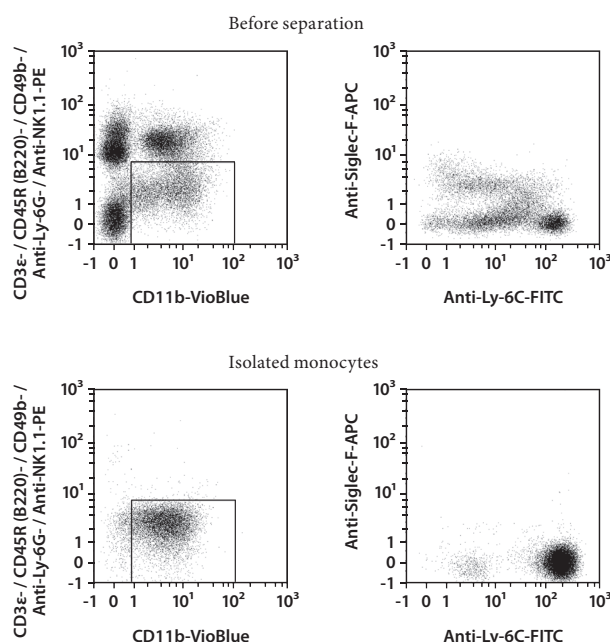 Before separation
CD3ε- / CD45R (B220)- / CD49b- /
Anti-Ly-6G- / Anti-NK1.1-PE
10³
10²
10¹
1
0
-1
-1 0 1 10¹ 10² 10³
CD11b-VioBlue
Anti-Siglec-F-APC
10³
10²
10¹
1
0
-1
-1 0 1 10¹ 10² 10³
Anti-Ly-6C-FITC
Isolated monocytes
CD3ε- / CD45R (B220)- / CD49b- /
Anti-Ly-6G- / Anti-NK1.1-PE
10³
10²
10¹
1
0
-1
-1 0 1 10¹ 10² 10³
CD11b-VioBlue
Anti-Siglec-F-APC
10³
10²
10¹
1
0
-1
-1 0 1 10¹ 10² 10³
Anti-Ly-6C-FITC